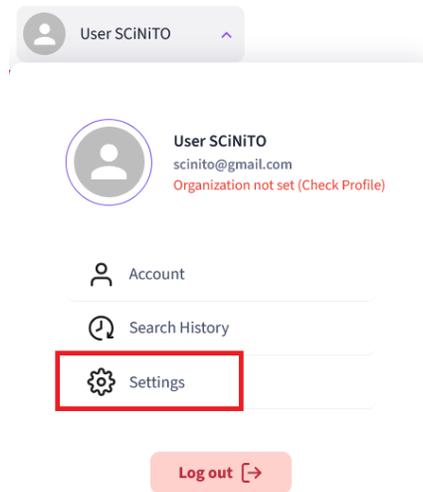 User SCiNiTO
User SCiNiTO
scinito@gmail.com
Organization not set (Check Profile)
Account
Search History
Settings
Log out